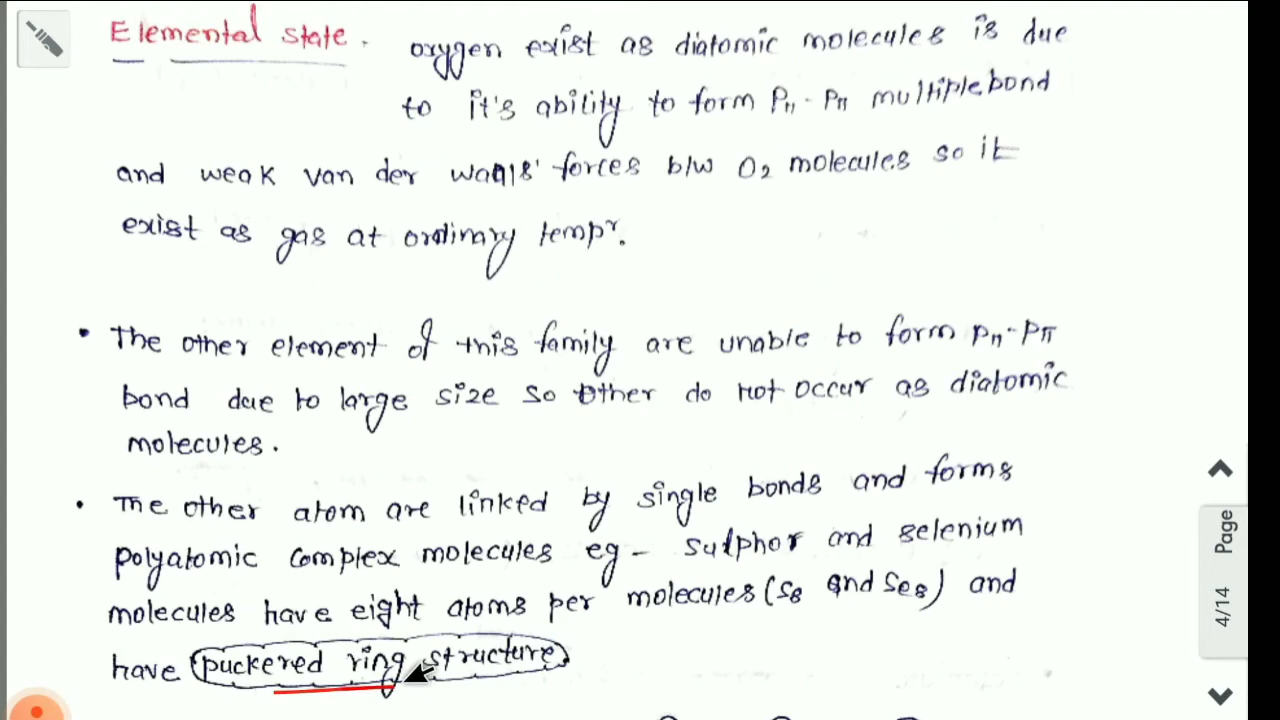 Elemental state. oxygen exist as diatomic molecules is due
to it's ability to form Pπ-Pπ multiple bond
and weak van der waals' forces b/w O2 molecules so it
exist as gas at ordinary tempr.
• The other element of this family are unable to form pπ-pπ
bond due to large size so other do not occur as diatomic
molecules.
• The other atom are linked by single bonds and forms
polyatomic complex molecules eg - sulphor and selenium
molecules have eight atoms per molecules (S8 and Se8) and
have puckered ring structure
Page
4/14